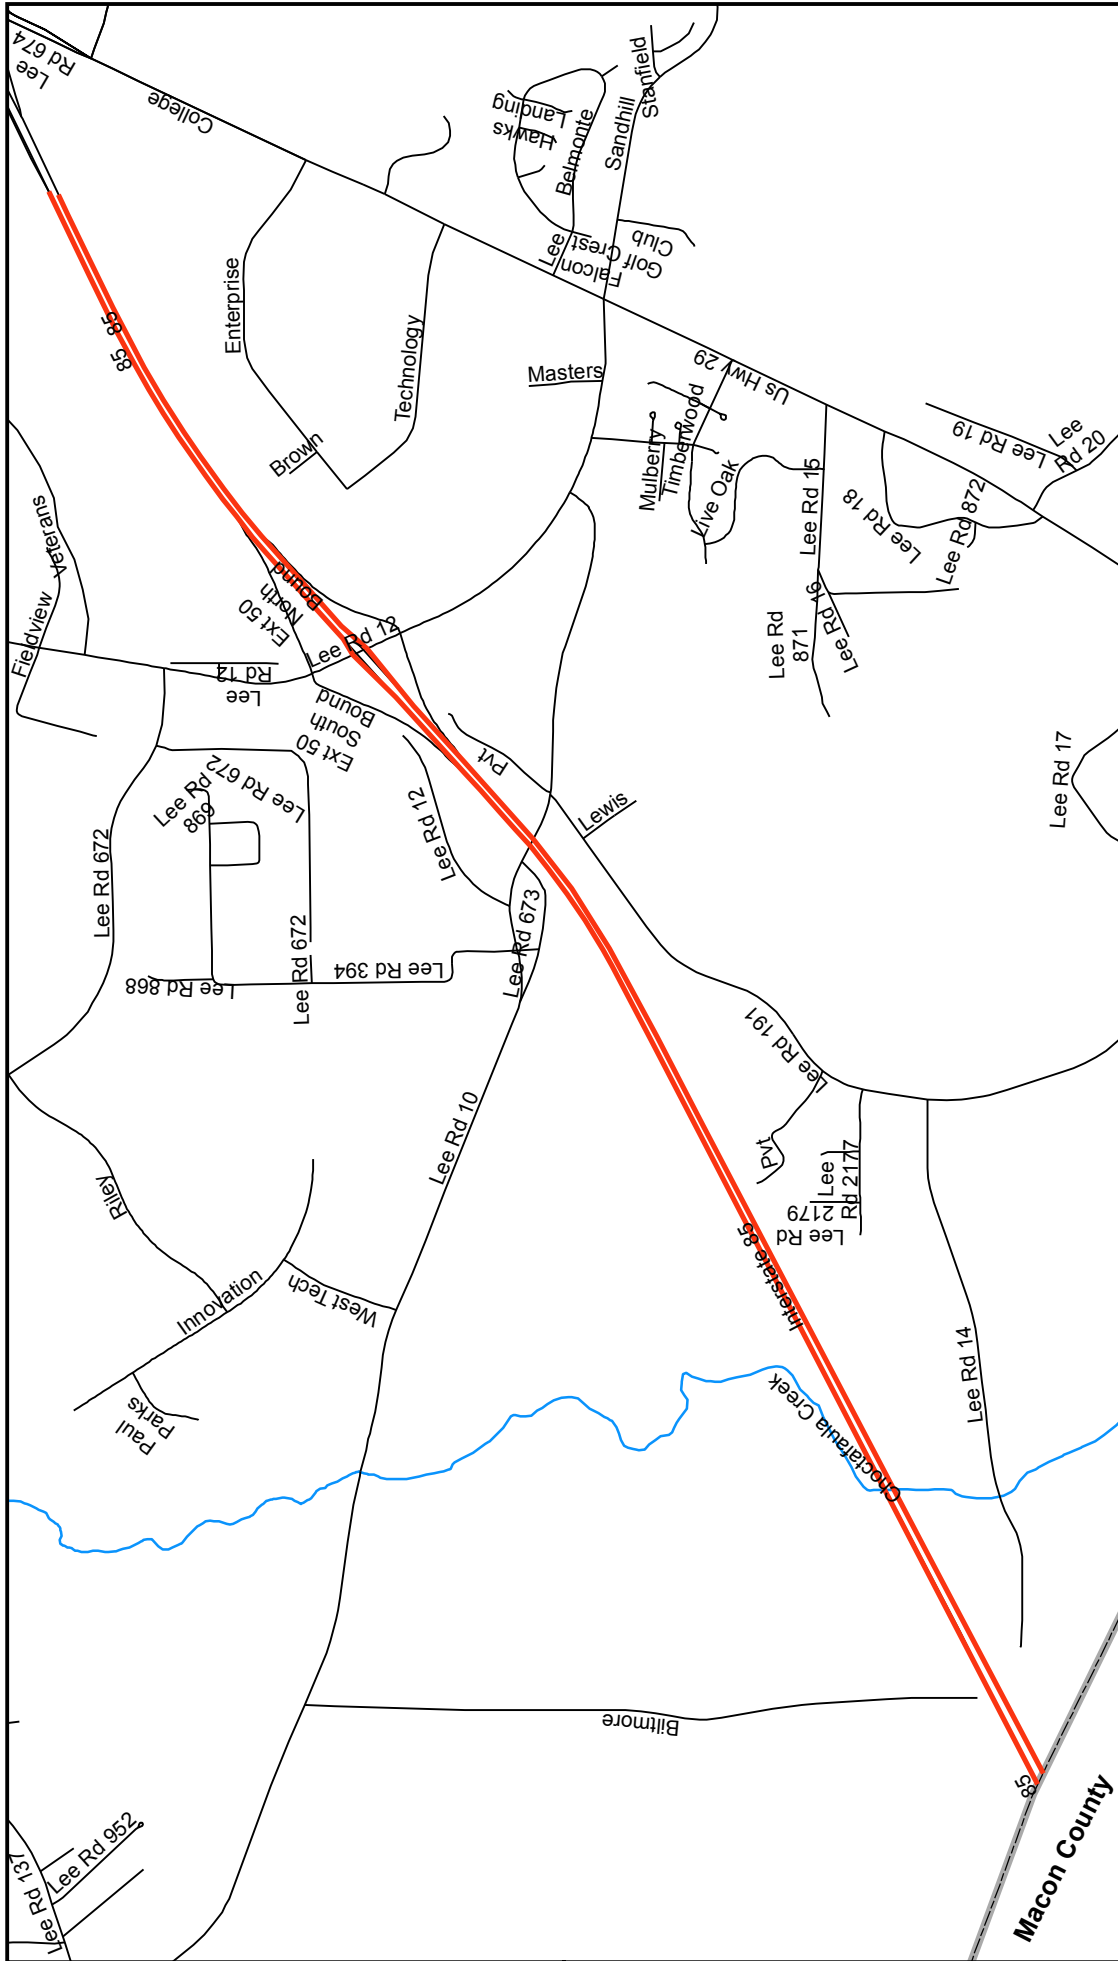 Lee
Rd 674
College
Hawks
Landing
Belmonte
Sandhill
Stanfield
Lee
Falcon
Crest
Golf
Club
Enterprise
Technology
Brown
85
85
Masters
Us Hwy 29
Mulberry
Timberwood
Live Oak
Lee Rd 15
Lee Rd 18
Lee Rd 872
Lee Rd 19
Lee
Rd 20
Lee Rd
871
Lee Rd 16
Lee Rd 17
Veterans
Fieldview
Ext 50
North
Bound
Lee Rd 12
Lee
Rd 12
Ext 50
South
Bound
Pvt
Lewis
Lee Rd 672
Lee Rd
869
Lee Rd 672
Lee Rd 12
Lee Rd 672
Lee Rd 673
Lee Rd 394
Lee Rd 868
Lee Rd 191
Lee Rd 10
Pvt
Lee
Rd 2177
Lee Rd
2179
Riley
Innovation
West Tech
Paul
Parks
Interstate 85
85
Choctafaula Creek
Lee Rd 14
Biltmore
85
Lee Rd 137
Lee Rd 952
Macon County